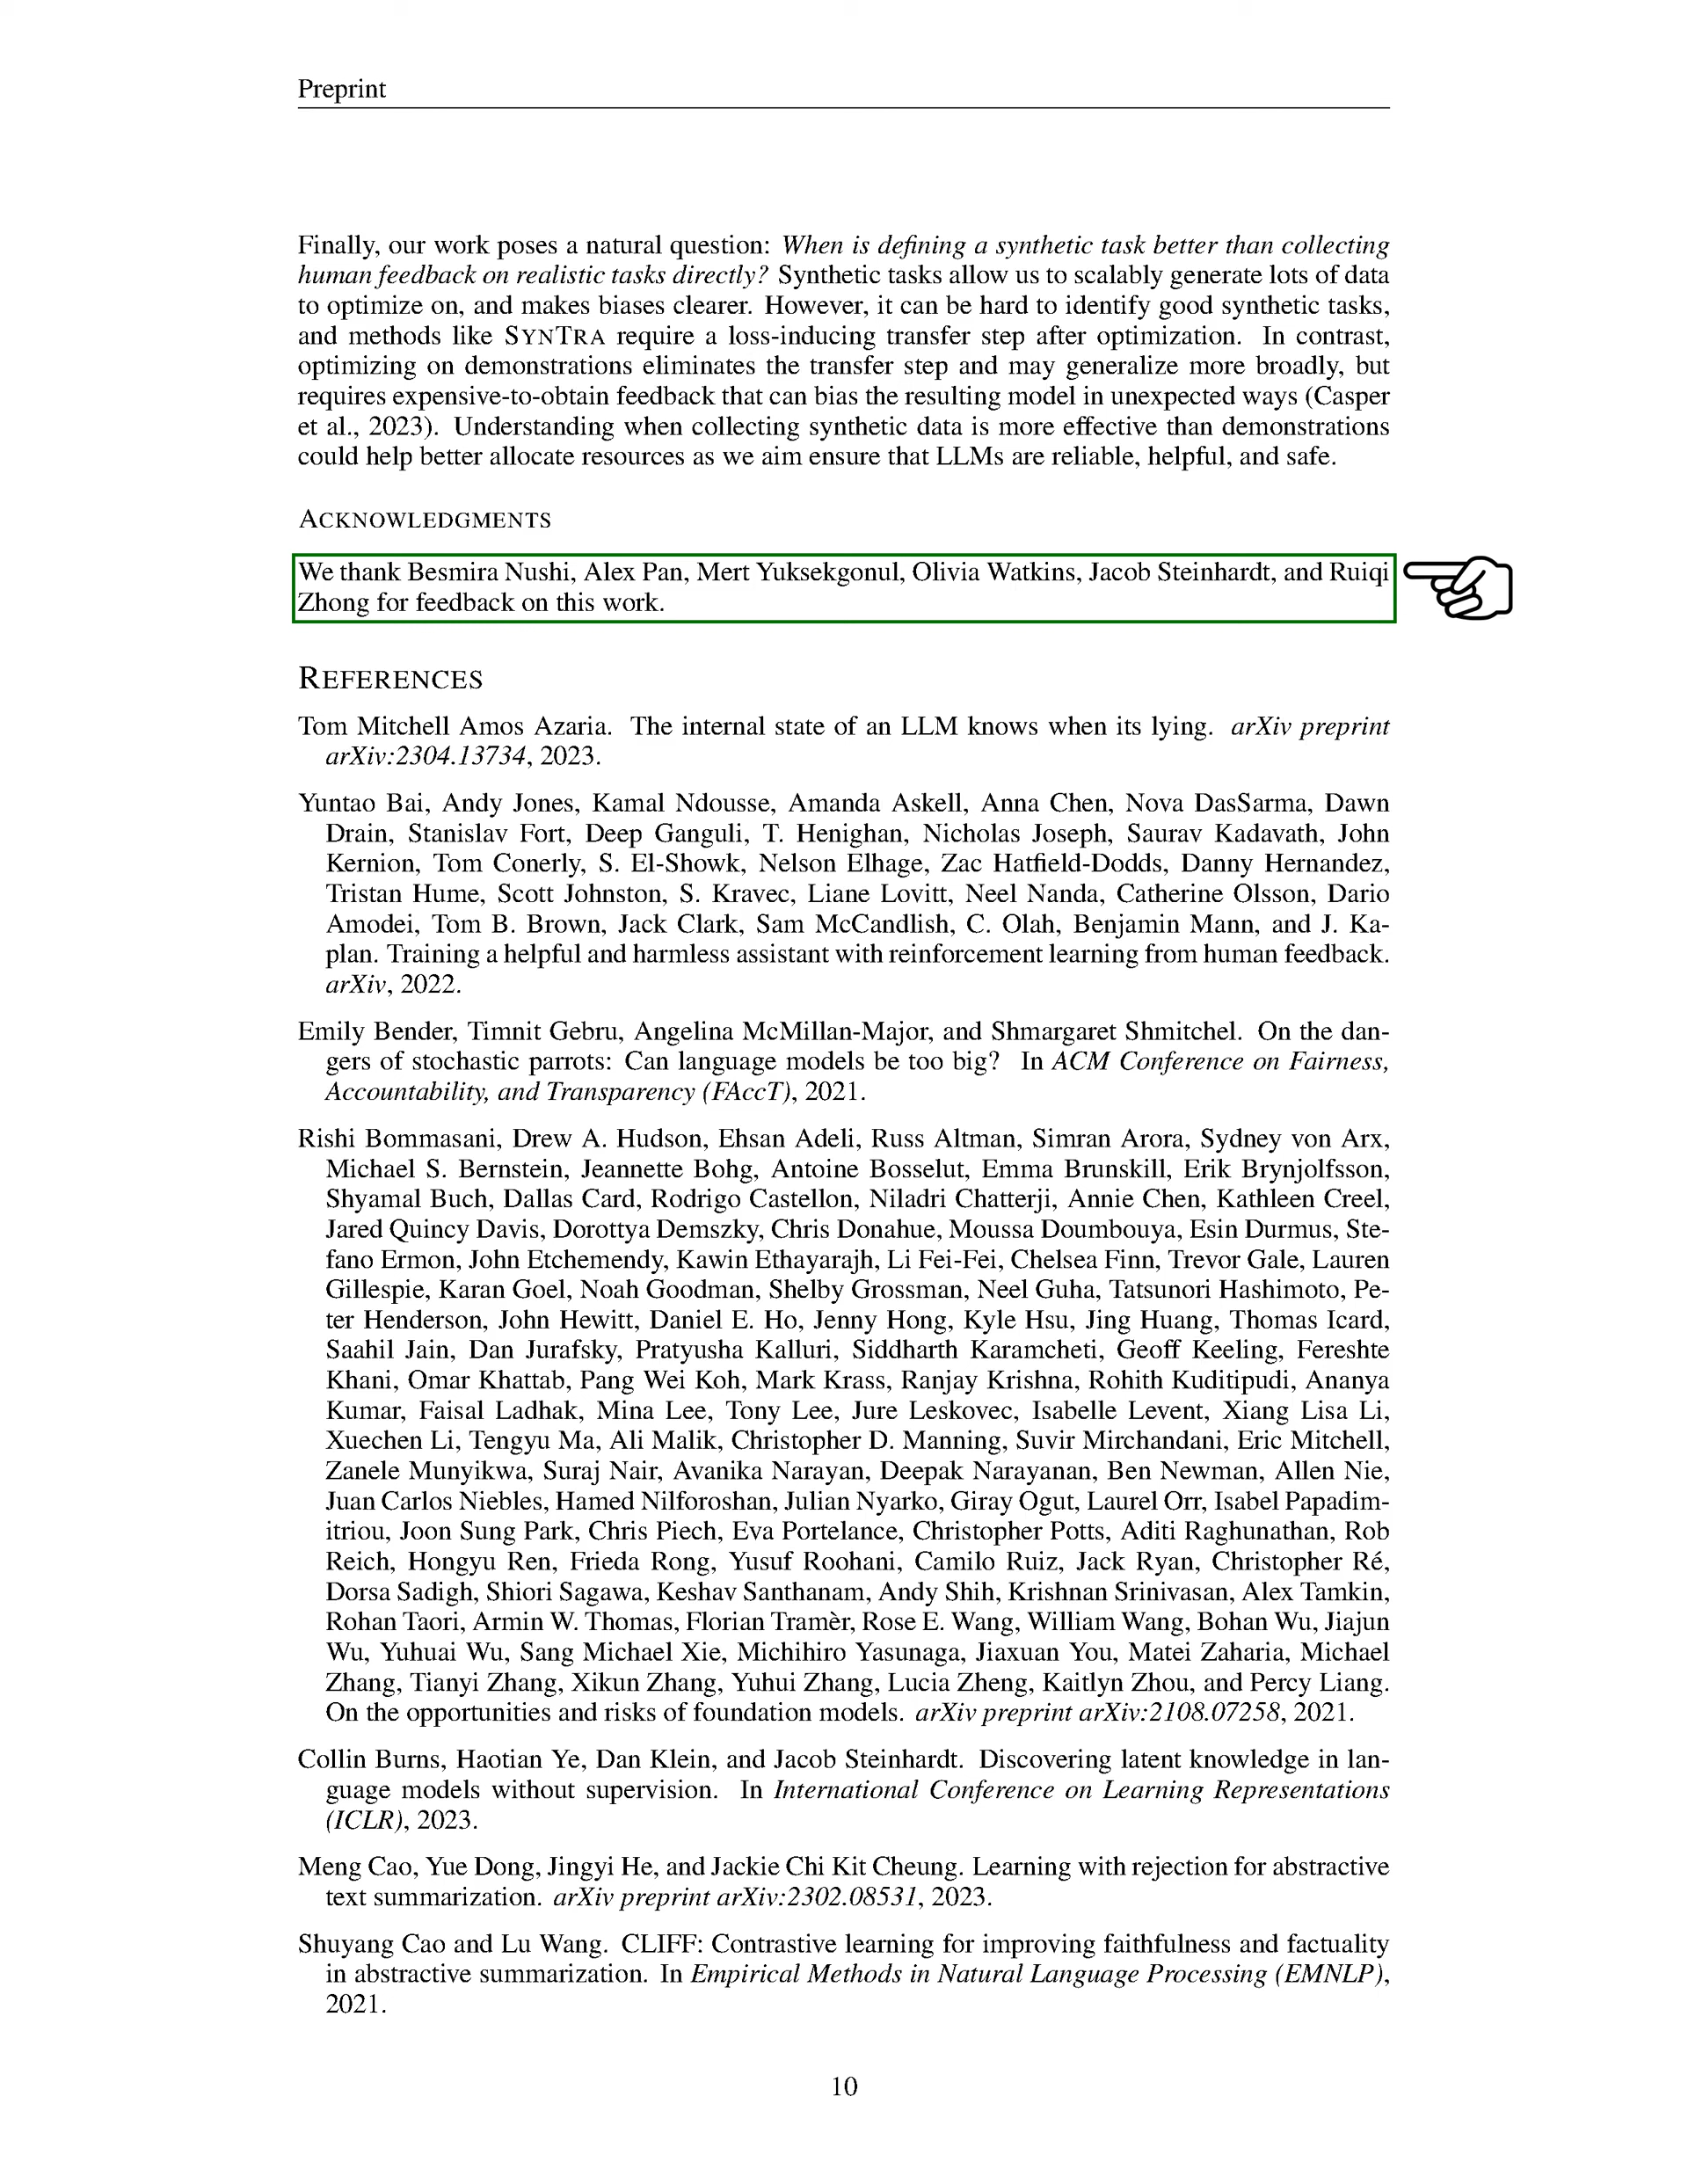 Preprint
Finally, our work poses a natural question: When is defining a synthetic task better than collecting
human feedback on realistic tasks directly? Synthetic tasks allow us to scalably generate lots of data
to optimize on, and makes biases clearer. However, it can be hard to identify good synthetic tasks,
and methods like SYNTRA require a loss-inducing transfer step after optimization. In contrast,
optimizing on demonstrations eliminates the transfer step and may generalize more broadly, but
requires expensive-to-obtain feedback that can bias the resulting model in unexpected ways (Casper
et al., 2023). Understanding when collecting synthetic data is more effective than demonstrations
could help better allocate resources as we aim ensure that LLMs are reliable, helpful, and safe.
ACKNOWLEDGMENTS
We thank Besmira Nushi, Alex Pan, Mert Yuksekgonul, Olivia Watkins, Jacob Steinhardt, and Ruiqi
Zhong for feedback on this work.
REFERENCES
Tom Mitchell Amos Azaria. The internal state of an LLM knows when its lying. arXiv preprint
arXiv:2304.13734, 2023.
Yuntao Bai, Andy Jones, Kamal Ndousse, Amanda Askell, Anna Chen, Nova DasSarma, Dawn
Drain, Stanislav Fort, Deep Ganguli, T. Henighan, Nicholas Joseph, Saurav Kadavath, John
Kernion, Tom Conerly, S. El-Showk, Nelson Elhage, Zac Hatfield-Dodds, Danny Hernandez,
Tristan Hume, Scott Johnston, S. Kravec, Liane Lovitt, Neel Nanda, Catherine Olsson, Dario
Amodei, Tom B. Brown, Jack Clark, Sam McCandlish, C. Olah, Benjamin Mann, and J. Ka-
plan. Training a helpful and harmless assistant with reinforcement learning from human feedback.
arXiv, 2022.
Emily Bender, Timnit Gebru, Angelina McMillan-Major, and Shmargaret Shmitchel. On the dan-
gers of stochastic parrots: Can language models be too big? In ACM Conference on Fairness,
Accountability, and Transparency (FAccT), 2021.
Rishi Bommasani, Drew A. Hudson, Ehsan Adeli, Russ Altman, Simran Arora, Sydney von Arx,
Michael S. Bernstein, Jeannette Bohg, Antoine Bosselut, Emma Brunskill, Erik Brynjolfsson,
Shyamal Buch, Dallas Card, Rodrigo Castellon, Niladri Chatterji, Annie Chen, Kathleen Creel,
Jared Quincy Davis, Dorottya Demszky, Chris Donahue, Moussa Doumbouya, Esin Durmus, Ste-
fano Ermon, John Etchemendy, Kawin Ethayarajh, Li Fei-Fei, Chelsea Finn, Trevor Gale, Lauren
Gillespie, Karan Goel, Noah Goodman, Shelby Grossman, Neel Guha, Tatsunori Hashimoto, Pe-
ter Henderson, John Hewitt, Daniel E. Ho, Jenny Hong, Kyle Hsu, Jing Huang, Thomas Icard,
Saahil Jain, Dan Jurafsky, Pratyusha Kalluri, Siddharth Karamcheti, Geoff Keeling, Fereshte
Khani, Omar Khattab, Pang Wei Koh, Mark Krass, Ranjay Krishna, Rohith Kuditipudi, Ananya
Kumar, Faisal Ladhak, Mina Lee, Tony Lee, Jure Leskovec, Isabelle Levent, Xiang Lisa Li,
Xuechen Li, Tengyu Ma, Ali Malik, Christopher D. Manning, Suvir Mirchandani, Eric Mitchell,
Zanele Munyikwa, Suraj Nair, Avanika Narayan, Deepak Narayanan, Ben Newman, Allen Nie,
Juan Carlos Niebles, Hamed Nilforoshan, Julian Nyarko, Giray Ogut, Laurel Orr, Isabel Papadim-
itriou, Joon Sung Park, Chris Piech, Eva Portelance, Christopher Potts, Aditi Raghunathan, Rob
Reich, Hongyu Ren, Frieda Rong, Yusuf Roohani, Camilo Ruiz, Jack Ryan, Christopher Ré,
Dorsa Sadigh, Shiori Sagawa, Keshav Santhanam, Andy Shih, Krishnan Srinivasan, Alex Tamkin,
Rohan Taori, Armin W. Thomas, Florian Tramèr, Rose E. Wang, William Wang, Bohan Wu, Jiajun
Wu, Yuhuai Wu, Sang Michael Xie, Michihiro Yasunaga, Jiaxuan You, Matei Zaharia, Michael
Zhang, Tianyi Zhang, Xikun Zhang, Yuhui Zhang, Lucia Zheng, Kaitlyn Zhou, and Percy Liang.
On the opportunities and risks of foundation models. arXiv preprint arXiv:2108.07258, 2021.
Collin Burns, Haotian Ye, Dan Klein, and Jacob Steinhardt. Discovering latent knowledge in lan-
guage models without supervision. In International Conference on Learning Representations
(ICLR), 2023.
Meng Cao, Yue Dong, Jingyi He, and Jackie Chi Kit Cheung. Learning with rejection for abstractive
text summarization. arXiv preprint arXiv:2302.08531, 2023.
Shuyang Cao and Lu Wang. CLIFF: Contrastive learning for improving faithfulness and factuality
in abstractive summarization. In Empirical Methods in Natural Language Processing (EMNLP),
2021.
10